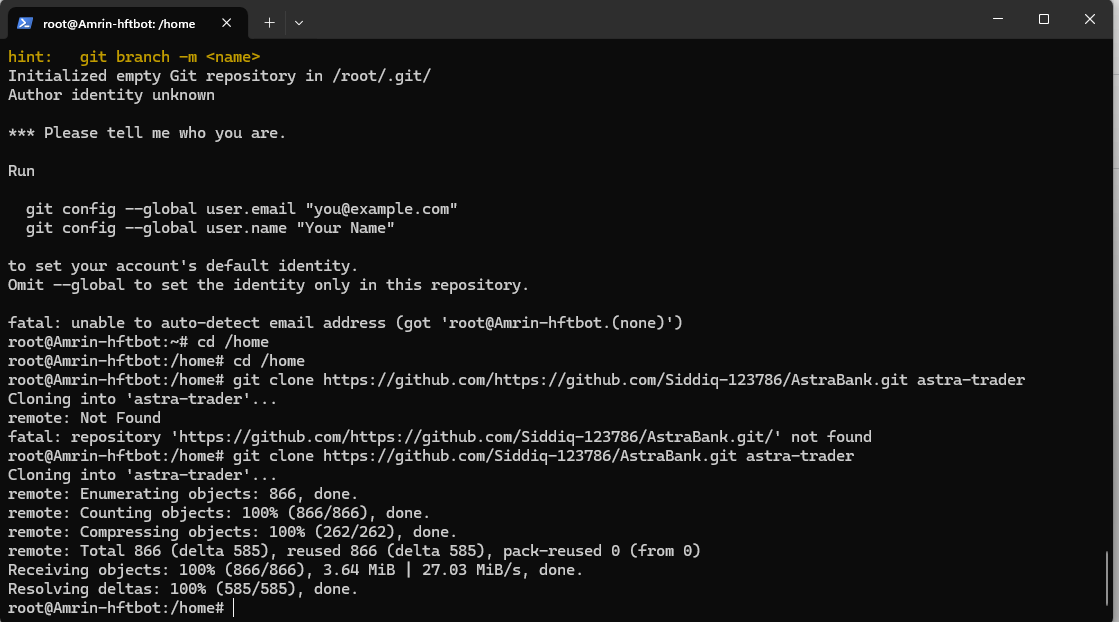 root@Amrin-hftbot: /home
hint:   git branch -m <name>
Initialized empty Git repository in /root/.git/
Author identity unknown
*** Please tell me who you are.
Run
  git config --global user.email "you@example.com"
  git config --global user.name "Your Name"
to set your account's default identity.
Omit --global to set the identity only in this repository.
fatal: unable to auto-detect email address (got 'root@Amrin-hftbot.(none)')
root@Amrin-hftbot:~# cd /home
root@Amrin-hftbot:/home# cd /home
root@Amrin-hftbot:/home# git clone https://github.com/https://github.com/Siddiq-123786/AstraBank.git astra-trader
Cloning into 'astra-trader'...
remote: Not Found
fatal: repository 'https://github.com/https://github.com/Siddiq-123786/AstraBank.git/' not found
root@Amrin-hftbot:/home# git clone https://github.com/Siddiq-123786/AstraBank.git astra-trader
Cloning into 'astra-trader'...
remote: Enumerating objects: 866, done.
remote: Counting objects: 100% (866/866), done.
remote: Compressing objects: 100% (262/262), done.
remote: Total 866 (delta 585), reused 866 (delta 585), pack-reused 0 (from 0)
Receiving objects: 100% (866/866), 3.64 MiB | 27.03 MiB/s, done.
Resolving deltas: 100% (585/585), done.
root@Amrin-hftbot:/home#